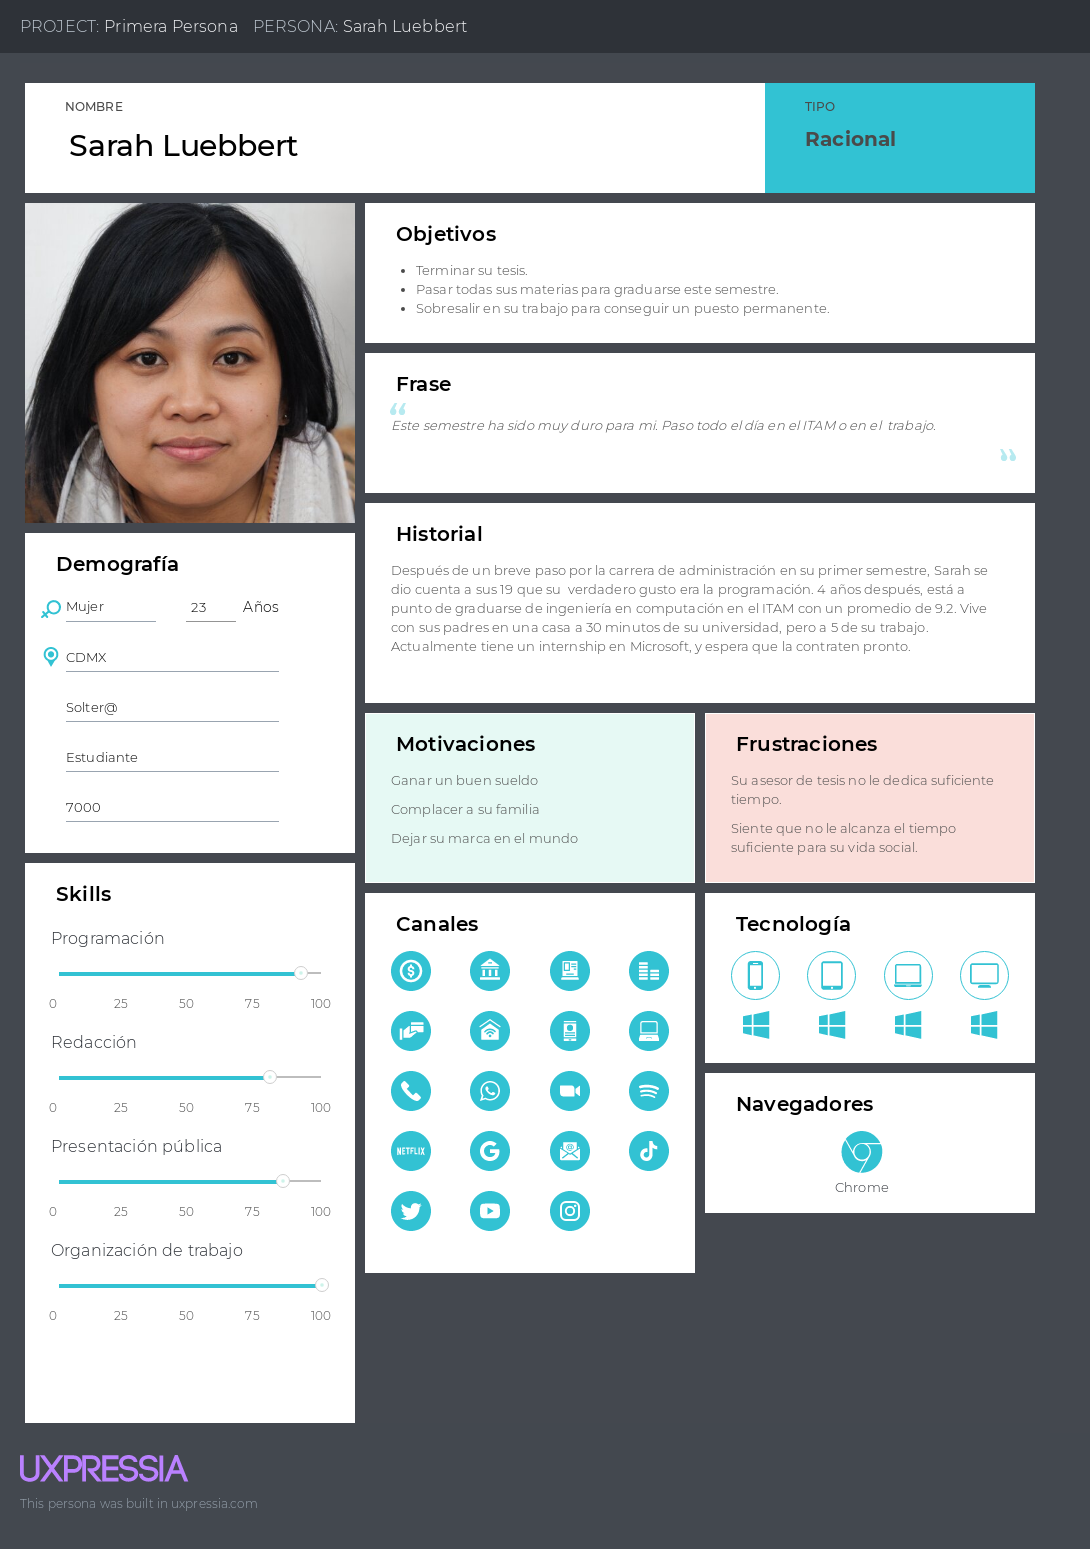 PROJECT: Primera Persona PERSONA: Sarah Luebbert
NOMBRE
Sarah Luebbert
TIPO
Racional
Objetivos
Terminar su tesis.
Pasar todas sus materias para graduarse este semestre.
Sobresalir en su trabajo para conseguir un puesto permanente.
Frase
“
Este semestre ha sido muy duro para mi. Paso todo el día en el ITAM o en el trabajo.
”
Historial
Después de un breve paso por la carrera de administración en su primer semestre, Sarah se
dio cuenta a sus 19 que su verdadero gusto era la programación. 4 años después, está a
punto de graduarse de ingeniería en computación en el ITAM con un promedio de 9.2. Vive
con sus padres en una casa a 30 minutos de su universidad, pero a 5 de su trabajo.
Actualmente tiene un internship en Microsoft, y espera que la contraten pronto.
Demografía
Mujer 23 Años
CDMX
Solter@
Estudiante
7000
Motivaciones
Ganar un buen sueldo
Complacer a su familia
Dejar su marca en el mundo
Frustraciones
Su asesor de tesis no le dedica suficiente
tiempo.
Siente que no le alcanza el tiempo
suficiente para su vida social.
Skills
Programación
0 25 50 75 100
Redacción
0 25 50 75 100
Presentación pública
0 25 50 75 100
Organización de trabajo
0 25 50 75 100
Canales
NETFLIX
Tecnología
Navegadores
Chrome
UXPRESSIA
This persona was built in uxpressia.com